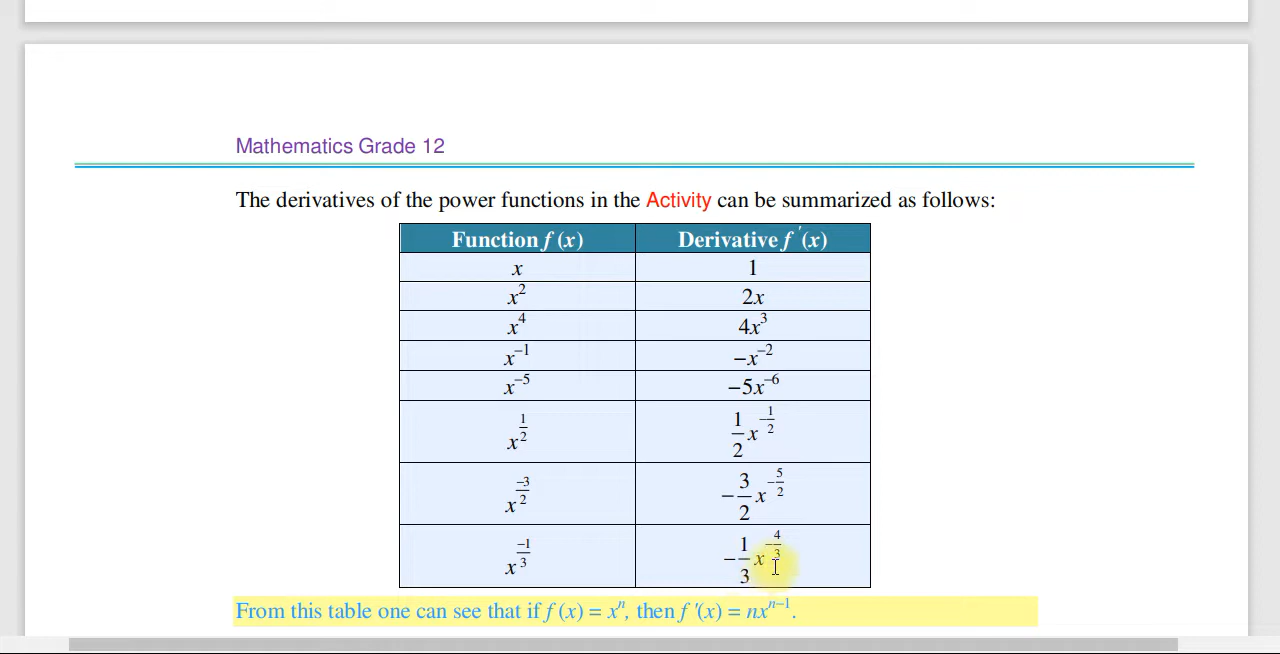 Mathematics Grade 12
The derivatives of the power functions in the Activity can be summarized as follows:
Function f (x) Derivative f '(x)
x 1
x^2 2x
x^4 4x^3
x^−1 −x^−2
x^−5 −5x^−6
x^(1/2) 1/2 x^(−1/2)
x^(−3/2) −3/2 x^(−5/2)
x^(−1/3) −1/3 x^(−4/3)
From this table one can see that if f (x) = x^n, then f '(x) = nx^(n−1).